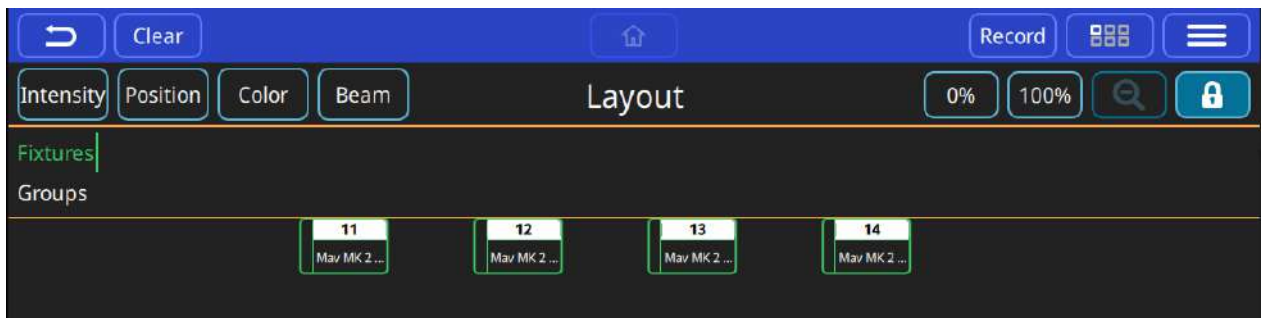 Clear Record
Intensity Position Color Beam Layout 0% 100%
Fixtures
Groups
11 12 13 14
Mav MK 2 ... Mav MK 2 ... Mav MK 2 ... Mav MK 2 ...